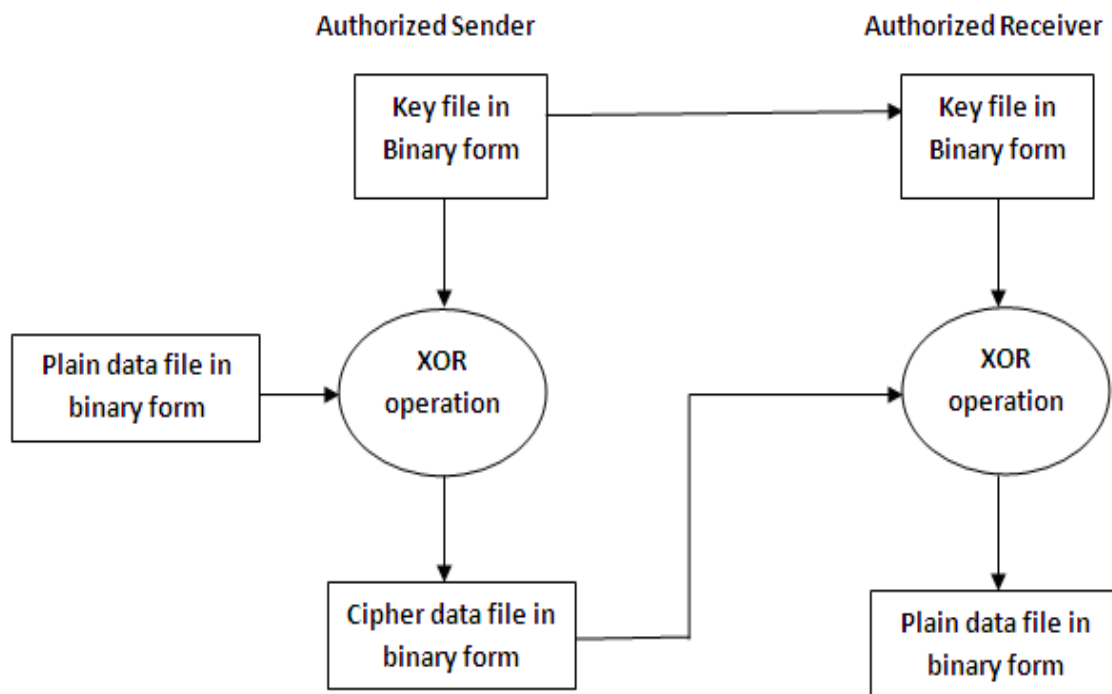 Authorized Sender
Authorized Receiver
Key file in
Binary form
Key file in
Binary form
Plain data file in
binary form
XOR
operation
XOR
operation
Cipher data file in
binary form
Plain data file in
binary form